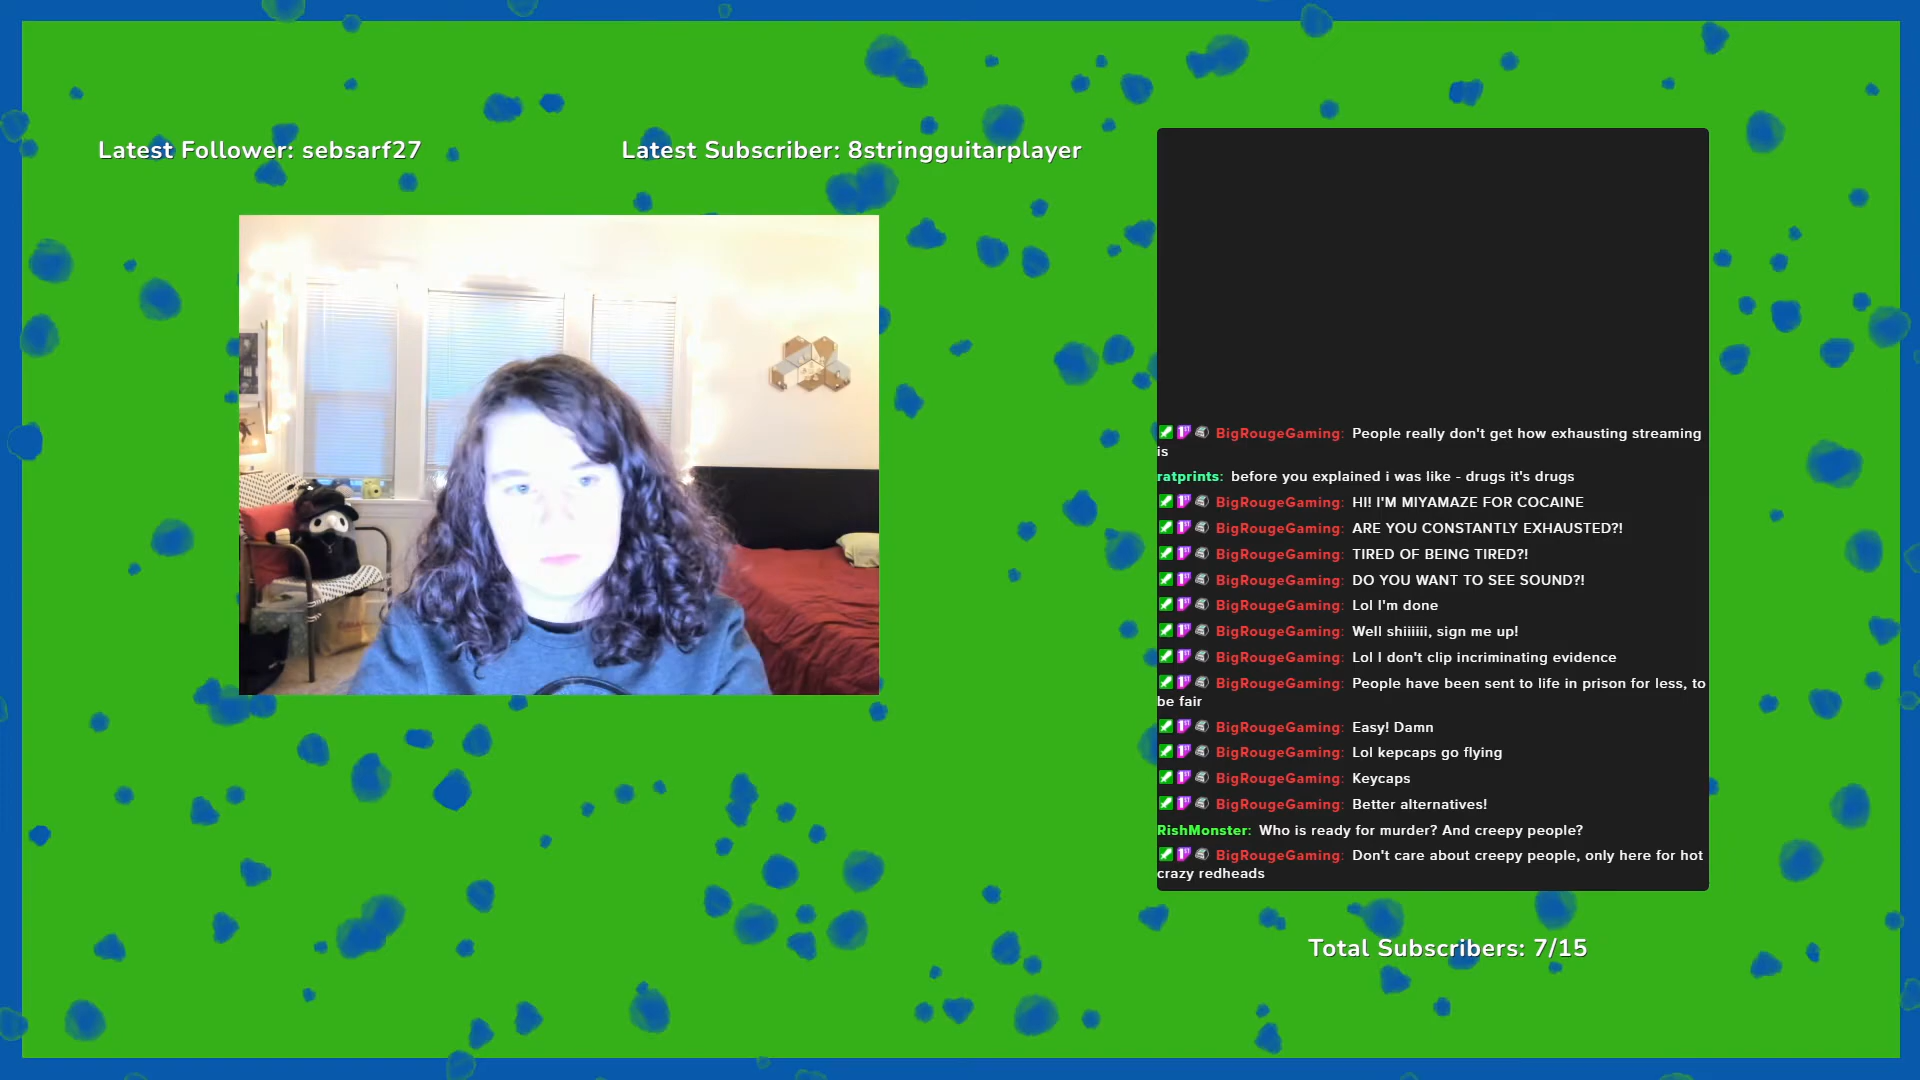 Latest Follower: sebsarf27
Latest Subscriber: 8stringguitarplayer
BigRougeGaming: People really don't get how exhausting streaming
is
ratprints: before you explained i was like - drugs it's drugs
BigRougeGaming: HI! I'M MIYAMAZE FOR COCAINE
BigRougeGaming: ARE YOU CONSTANTLY EXHAUSTED?!
BigRougeGaming: TIRED OF BEING TIRED?!
BigRougeGaming: DO YOU WANT TO SEE SOUND?!
BigRougeGaming: Lol I'm done
BigRougeGaming: Well shiiiiii, sign me up!
BigRougeGaming: Lol I don't clip incriminating evidence
BigRougeGaming: People have been sent to life in prison for less, to
be fair
BigRougeGaming: Easy! Damn
BigRougeGaming: Lol kepcaps go flying
BigRougeGaming: Keycaps
BigRougeGaming: Better alternatives!
RishMonster: Who is ready for murder? And creepy people?
BigRougeGaming: Don't care about creepy people, only here for hot
crazy redheads
Total Subscribers: 7/15